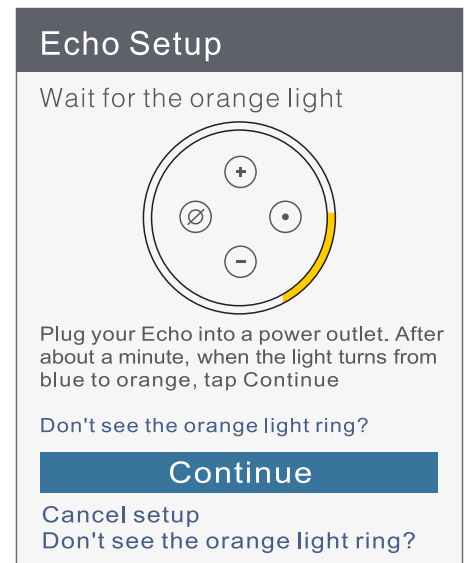 Echo Setup
Wait for the orange light
Plug your Echo into a power outlet. After
about a minute, when the light turns from
blue to orange, tap Continue
Don't see the orange light ring?
Continue
Cancel setup
Don't see the orange light ring?